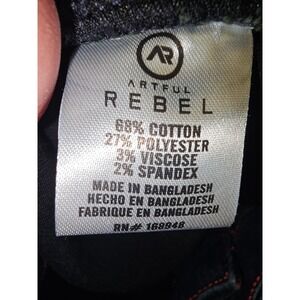 AR
ARTFUL
REBEL
68% COTTON
27% POLYESTER
3% VISCOSE
2% SPANDEX
MADE IN BANGLADESH
HECHO EN BANGLADESH
FABRIQUE EN BANGLADESH
RN# 169948